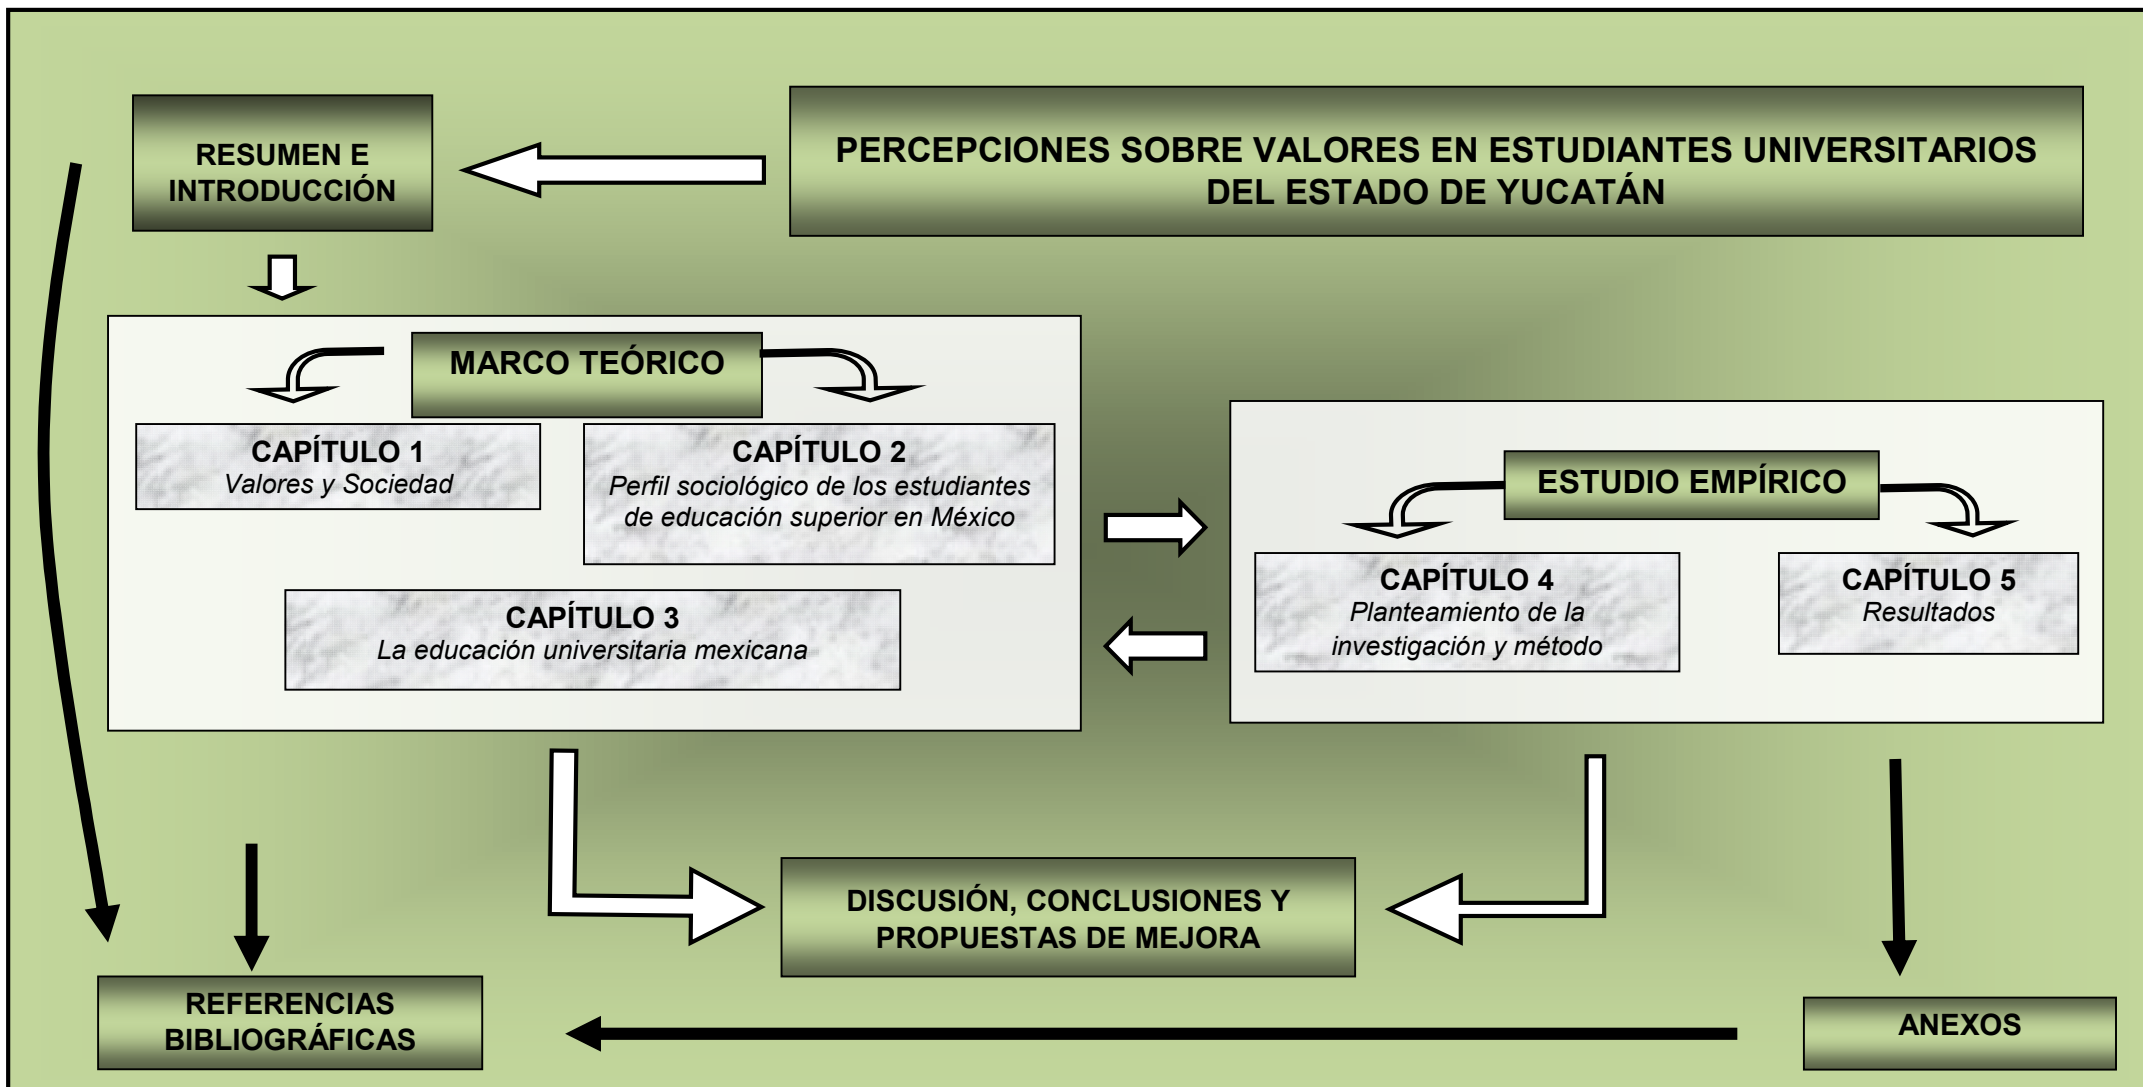 RESUMEN E
INTRODUCCIÓN
PERCEPCIONES SOBRE VALORES EN ESTUDIANTES UNIVERSITARIOS
DEL ESTADO DE YUCATÁN
MARCO TEÓRICO
CAPÍTULO 1
Valores y Sociedad
CAPÍTULO 2
Perfil sociológico de los estudiantes
de educación superior en México
CAPÍTULO 3
La educación universitaria mexicana
ESTUDIO EMPÍRICO
CAPÍTULO 4
Planteamiento de la
investigación y método
CAPÍTULO 5
Resultados
DISCUSIÓN, CONCLUSIONES Y
PROPUESTAS DE MEJORA
REFERENCIAS
BIBLIOGRÁFICAS
ANEXOS